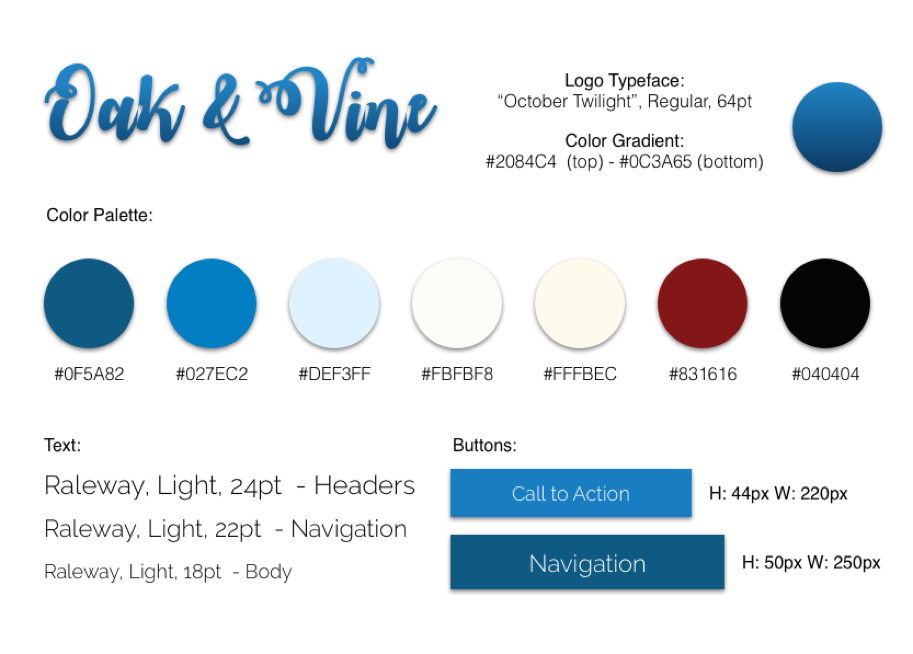 Oak & Vine
Logo Typeface:
“October Twilight”, Regular, 64pt
Color Gradient:
#2084C4 (top) - #0C3A65 (bottom)
Color Palette:
#0F5A82 #027EC2 #DEF3FF #FBFBF8 #FFFBEC #831616 #040404
Text:
Raleway, Light, 24pt - Headers
Raleway, Light, 22pt - Navigation
Raleway, Light, 18pt - Body
Buttons:
Call to Action
H: 44px W: 220px
Navigation
H: 50px W: 250px